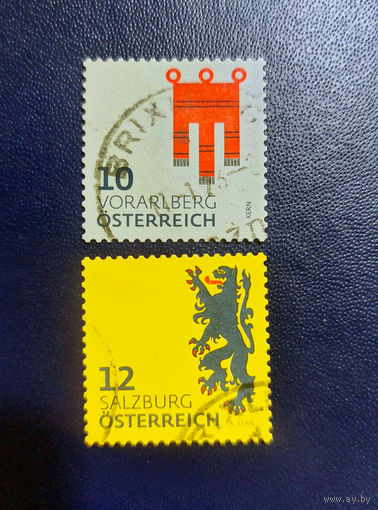 BRIX
10
VORARLBERG
ÖSTERREICH
KERN
12
SALZBURG
ÖSTERREICH
A. KERN
www.ay.by